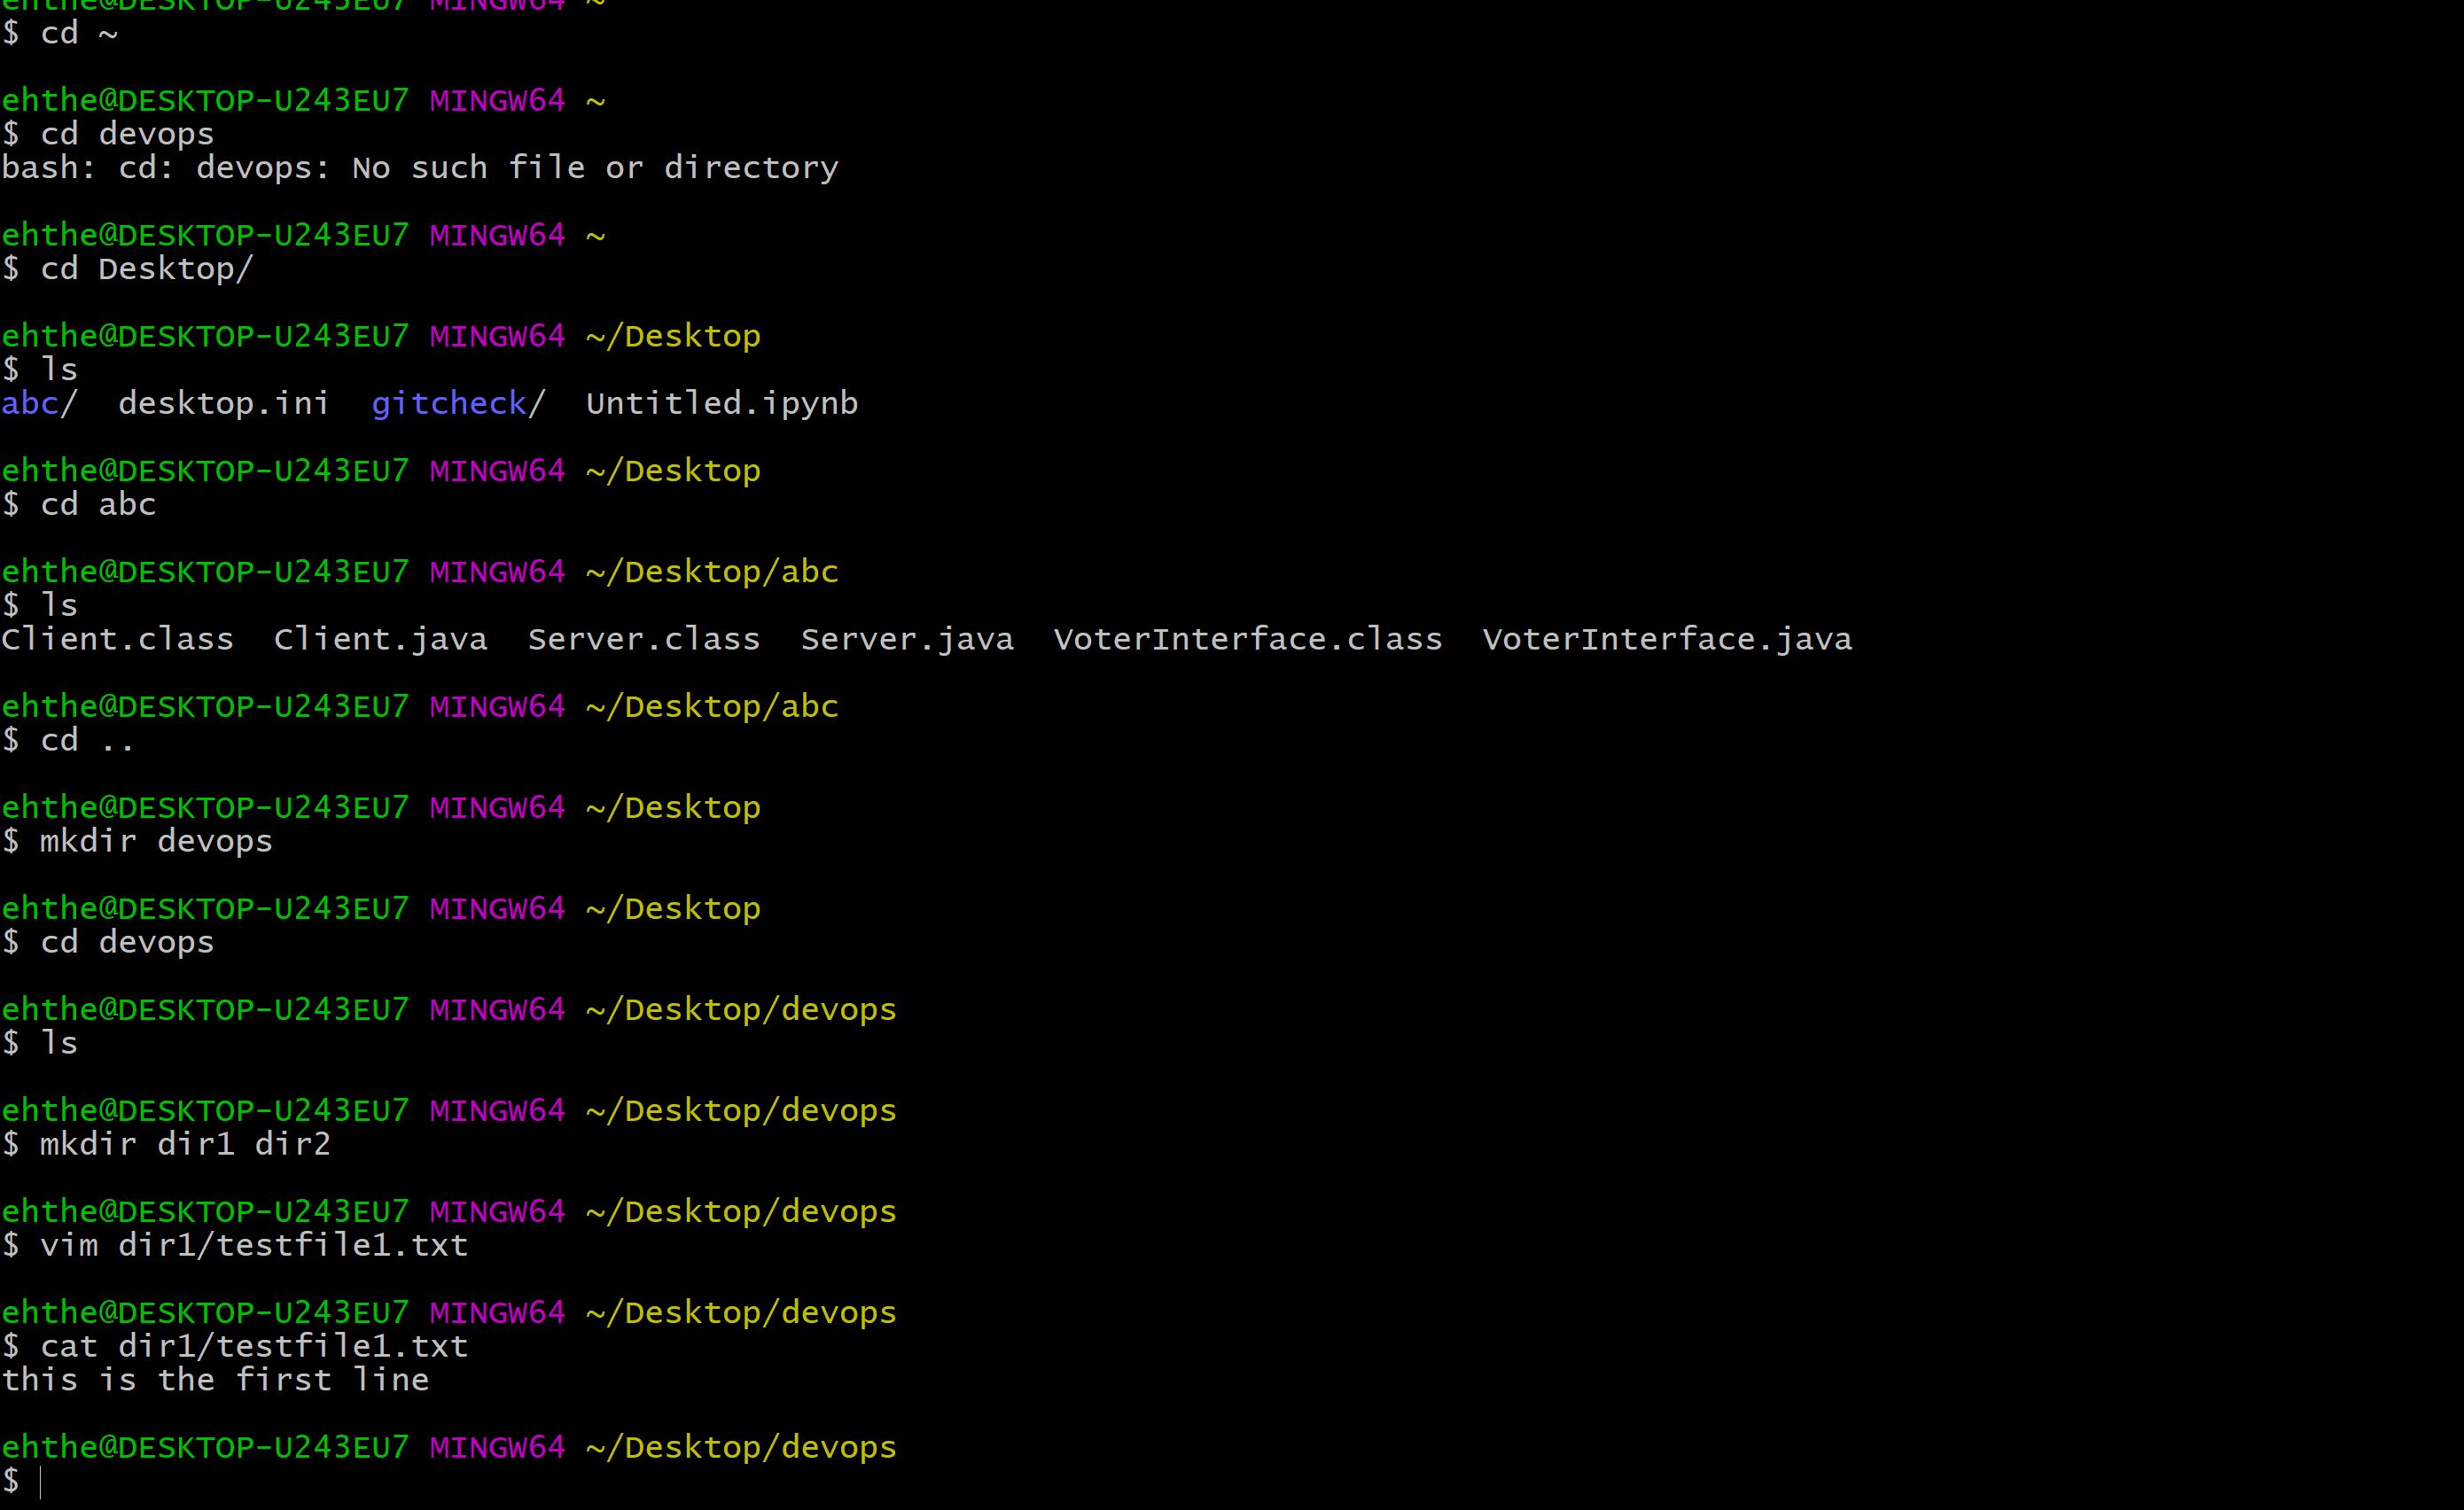 ehthe@DESKTOP-U243EU7 MINGW64 ~
$ cd ~
ehthe@DESKTOP-U243EU7 MINGW64 ~
$ cd devops
bash: cd: devops: No such file or directory
ehthe@DESKTOP-U243EU7 MINGW64 ~
$ cd Desktop/
ehthe@DESKTOP-U243EU7 MINGW64 ~/Desktop
$ ls
abc/  desktop.ini  gitcheck/  Untitled.ipynb
ehthe@DESKTOP-U243EU7 MINGW64 ~/Desktop
$ cd abc
ehthe@DESKTOP-U243EU7 MINGW64 ~/Desktop/abc
$ ls
Client.class  Client.java  Server.class  Server.java  VoterInterface.class  VoterInterface.java
ehthe@DESKTOP-U243EU7 MINGW64 ~/Desktop/abc
$ cd ..
ehthe@DESKTOP-U243EU7 MINGW64 ~/Desktop
$ mkdir devops
ehthe@DESKTOP-U243EU7 MINGW64 ~/Desktop
$ cd devops
ehthe@DESKTOP-U243EU7 MINGW64 ~/Desktop/devops
$ ls
ehthe@DESKTOP-U243EU7 MINGW64 ~/Desktop/devops
$ mkdir dir1 dir2
ehthe@DESKTOP-U243EU7 MINGW64 ~/Desktop/devops
$ vim dir1/testfile1.txt
ehthe@DESKTOP-U243EU7 MINGW64 ~/Desktop/devops
$ cat dir1/testfile1.txt
this is the first line
ehthe@DESKTOP-U243EU7 MINGW64 ~/Desktop/devops
$